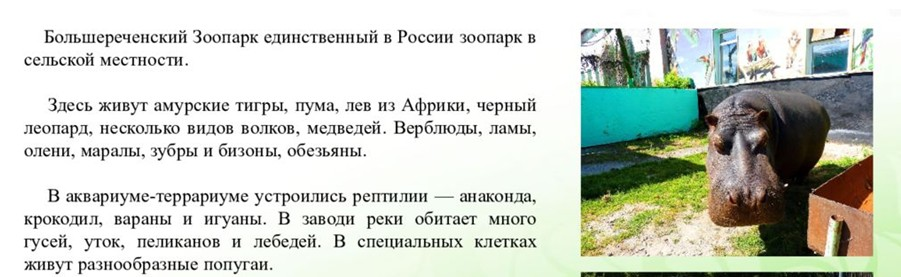 Большереченский Зоопарк единственный в России зоопарк в
сельской местности.
Здесь живут амурские тигры, пума, лев из Африки, черный
леопард, несколько видов волков, медведей. Верблюды, ламы,
олени, маралы, зубры и бизоны, обезьяны.
В аквариуме-террариуме устроились рептилии — анаконда,
крокодил, вараны и игуаны. В заводи реки обитает много
гусей, уток, пеликанов и лебедей. В специальных клетках
живут разнообразные попугаи.